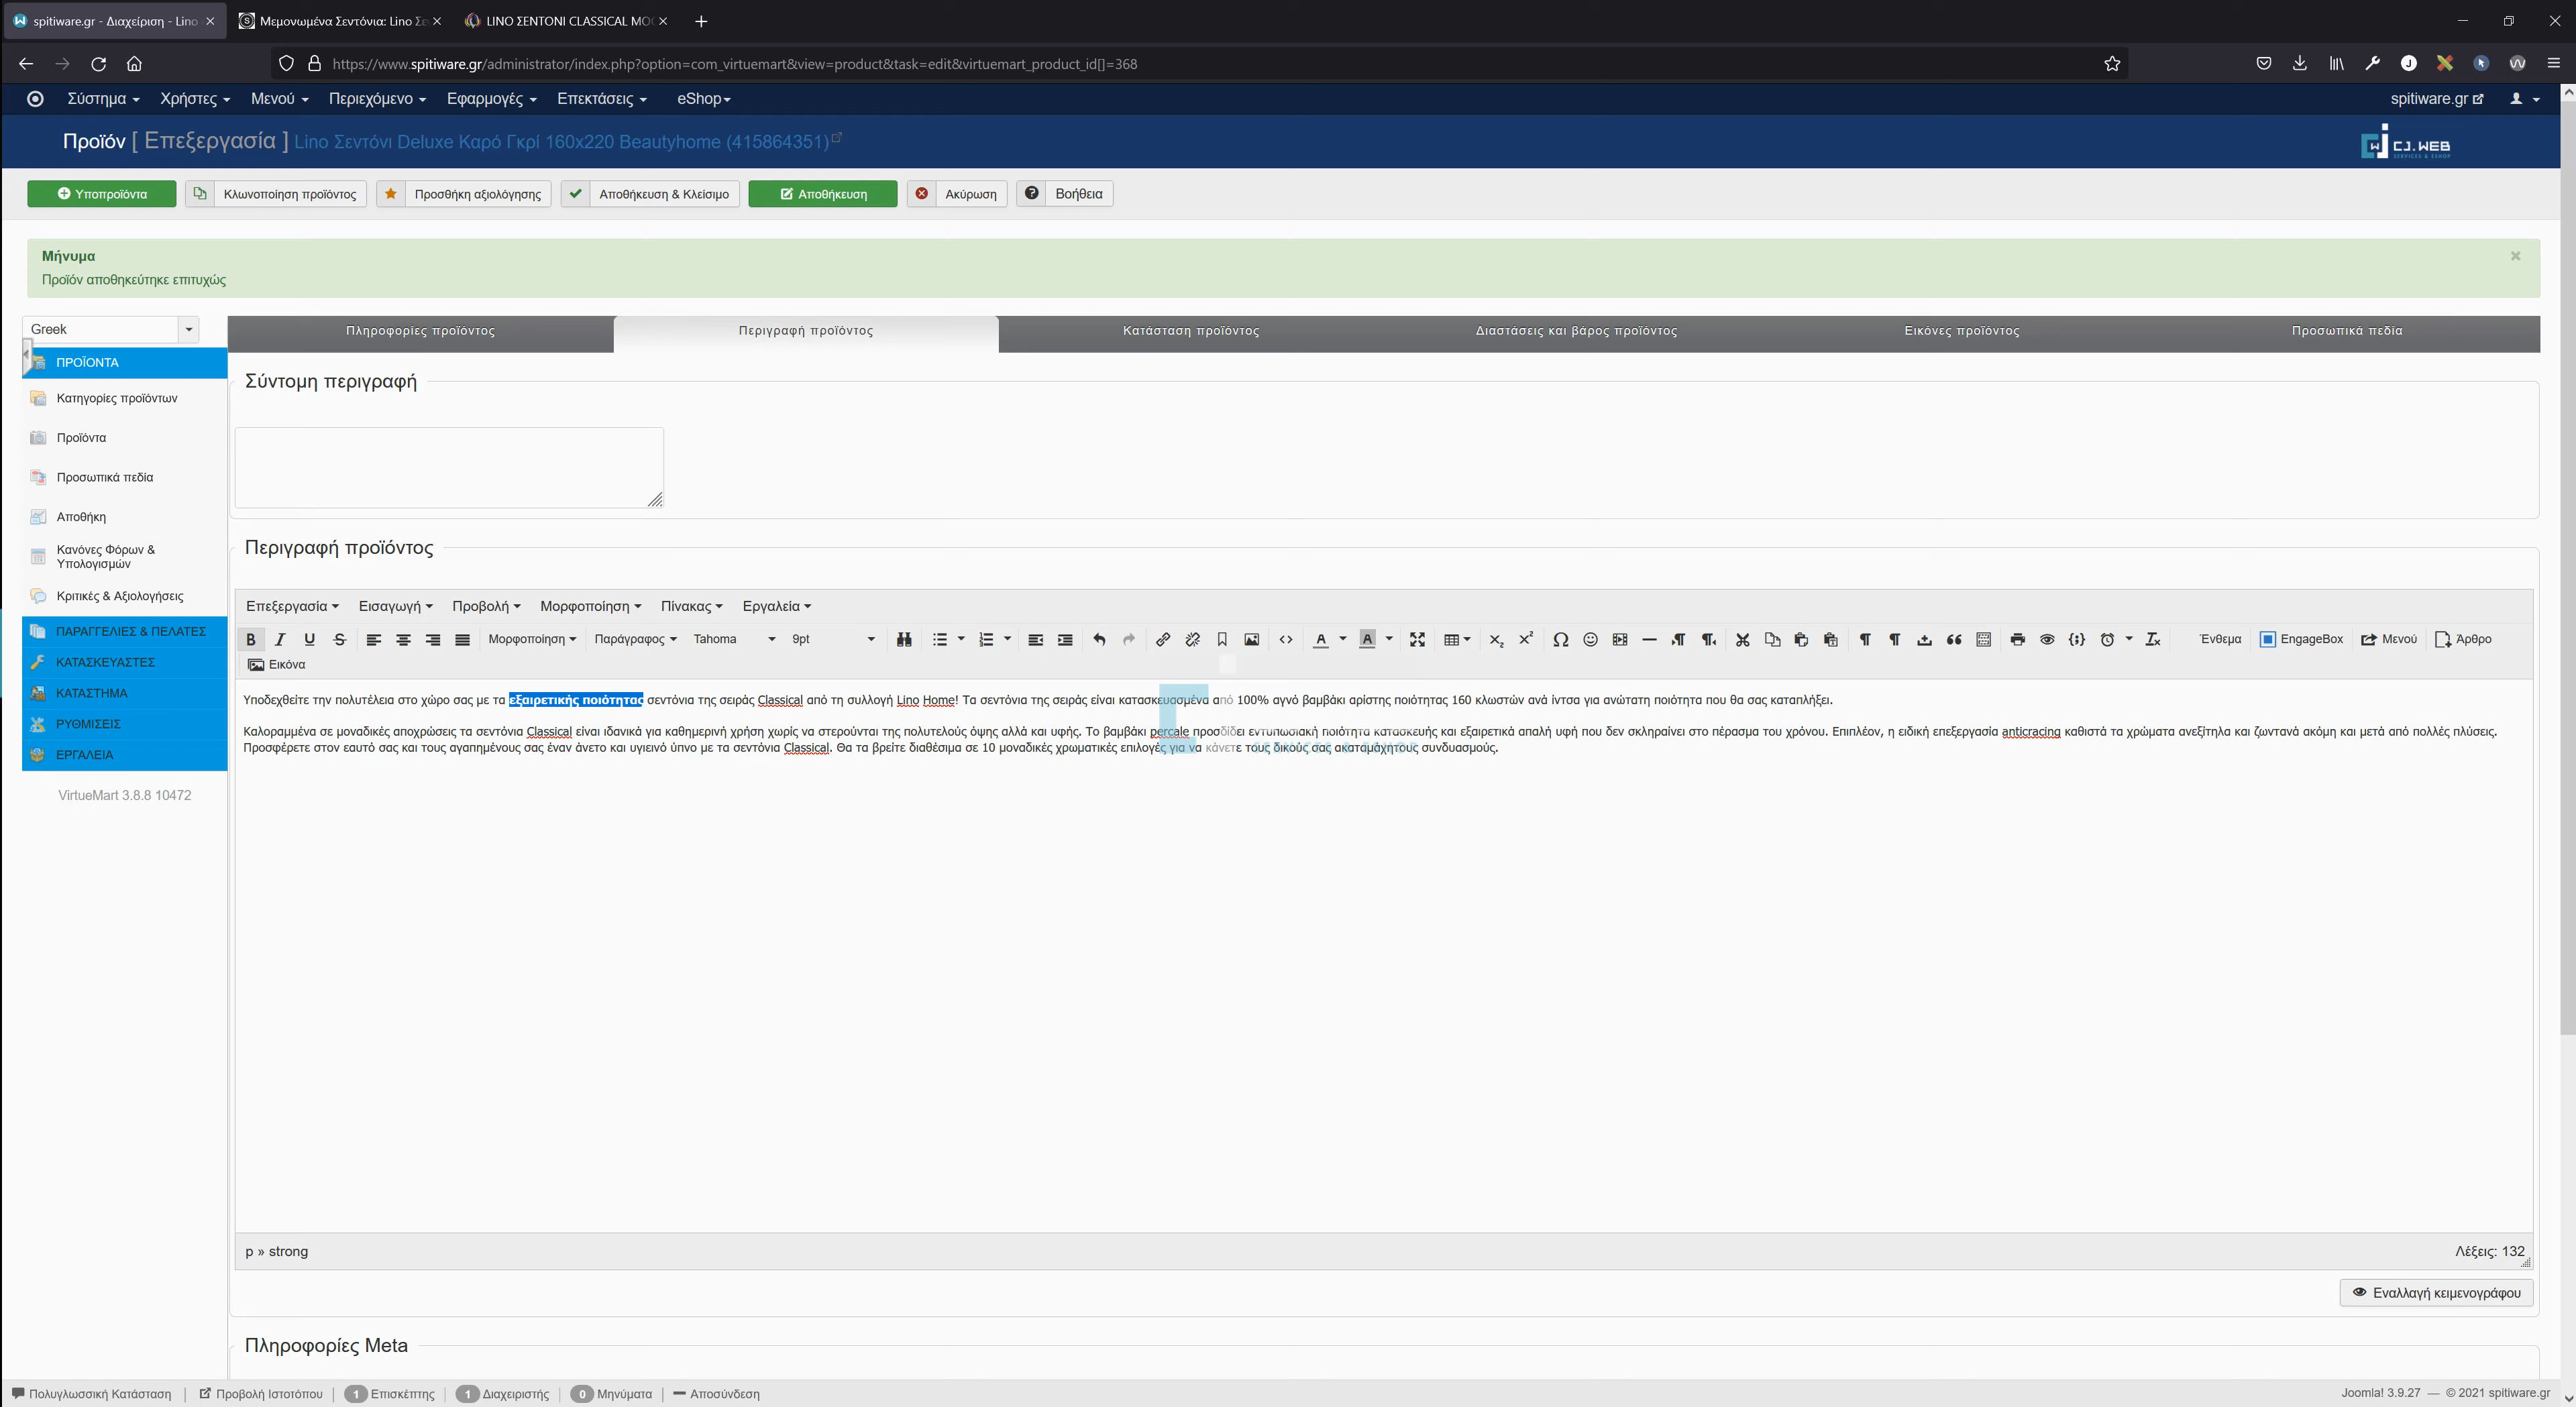 spitiware.gr - Διαχείριση - Lino
Μεμονωμένα Σεντόνια: Lino Σε
LINO ΣΕΝΤΟΝΙ CLASSICAL ΜΟ
https://www.spitiware.gr/administrator/index.php?option=com_virtuemart&view=product&task=edit&virtuemart_product_id[]=368
Σύστημα Χρήστες Μενού Περιεχόμενο Εφαρμογές Επεκτάσεις eShop spitiware.gr
Προϊόν [ Επεξεργασία ] Lino Σεντόνι Deluxe Καρό Γκρί 160x220 Beautyhome (415864351)
CJ.WEB
SERVICES & ESHOP
Υποπροϊόντα Κλωνοποίηση προϊόντος Προσθήκη αξιολόγησης Αποθήκευση & Κλείσιμο Αποθήκευση Ακύρωση Βοήθεια
Μήνυμα
Προϊόν αποθηκεύτηκε επιτυχώς
Greek
Πληροφορίες προϊόντος Περιγραφή προϊόντος Κατάσταση προϊόντος Διαστάσεις και βάρος προϊόντος Εικόνες προϊόντος Προσωπικά πεδία
ΠΡΟΪΟΝΤΑ
Κατηγορίες προϊόντων
Προϊόντα
Προσωπικά πεδία
Αποθήκη
Κανόνες Φόρων &
Υπολογισμών
Κριτικές & Αξιολογήσεις
ΠΑΡΑΓΓΕΛΙΕΣ & ΠΕΛΑΤΕΣ
ΚΑΤΑΣΚΕΥΑΣΤΕΣ
ΚΑΤΑΣΤΗΜΑ
ΡΥΘΜΙΣΕΙΣ
ΕΡΓΑΛΕΙΑ
VirtueMart 3.8.8 10472
Σύντομη περιγραφή
Περιγραφή προϊόντος
Επεξεργασία Εισαγωγή Προβολή Μορφοποίηση Πίνακας Εργαλεία
Μορφοποίηση Παράγραφος Tahoma 9pt Ένθεμα EngageBox Μενού Άρθρο
Εικόνα
Υποδεχθείτε την πολυτέλεια στο χώρο σας με τα εξαιρετικής ποιότητας σεντόνια της σειράς Classical από τη συλλογή Lino Home! Τα σεντόνια της σειράς είναι κατασκευασμένα από 100% αγνό βαμβάκι αρίστης ποιότητας 160 κλωστών ανά ίντσα για ανώτατη ποιότητα που θα σας καταπλήξει.
Καλοραμμένα σε μοναδικές αποχρώσεις τα σεντόνια Classical είναι ιδανικά για καθημερινή χρήση χωρίς να στερούνται της πολυτελούς όψης αλλά και υφής. Το βαμβάκι percale προσδίδει εντυπωσιακή ποιότητα κατασκευής και εξαιρετικά απαλή υφή που δεν σκληραίνει στο πέρασμα του χρόνου. Επιπλέον, η ειδική επεξεργασία anticracing καθιστά τα χρώματα ανεξίτηλα και ζωντανά ακόμη και μετά από πολλές πλύσεις.
Προσφέρετε στον εαυτό σας και τους αγαπημένους σας έναν άνετο και υγιεινό ύπνο με τα σεντόνια Classical. Θα τα βρείτε διαθέσιμα σε 10 μοναδικές χρωματικές επιλογές για να κάνετε τους δικούς σας ακαταμάχητους συνδυασμούς.
p » strong
Λέξεις: 132
Εναλλαγή κειμενογράφου
Πληροφορίες Meta
Πολυγλωσσική Κατάσταση Προβολή Ιστοτόπου 1 Επισκέπτης 1 Διαχειριστής 0 Μηνύματα Αποσύνδεση
Joomla! 3.9.27 — © 2021 spitiware.gr